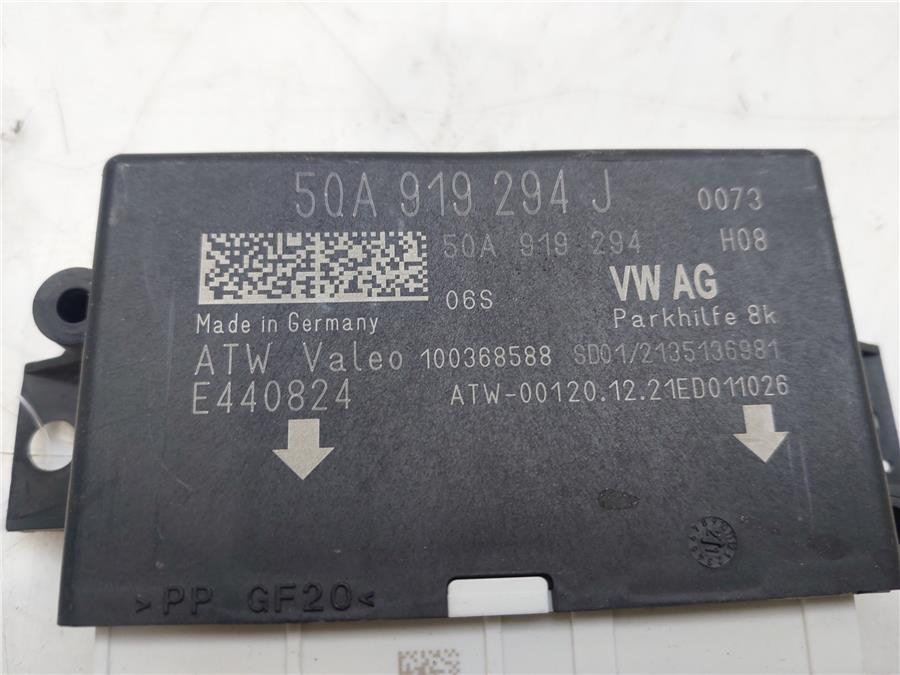 5QA 919 294 J 0073
5QA 919 294 H08
06S VW AG
Made in Germany Parkhilfe 8k
ATW Valeo 100368588 SD01/2135136981
E440824 ATW-00120.12.21ED011026
>PP GF20<